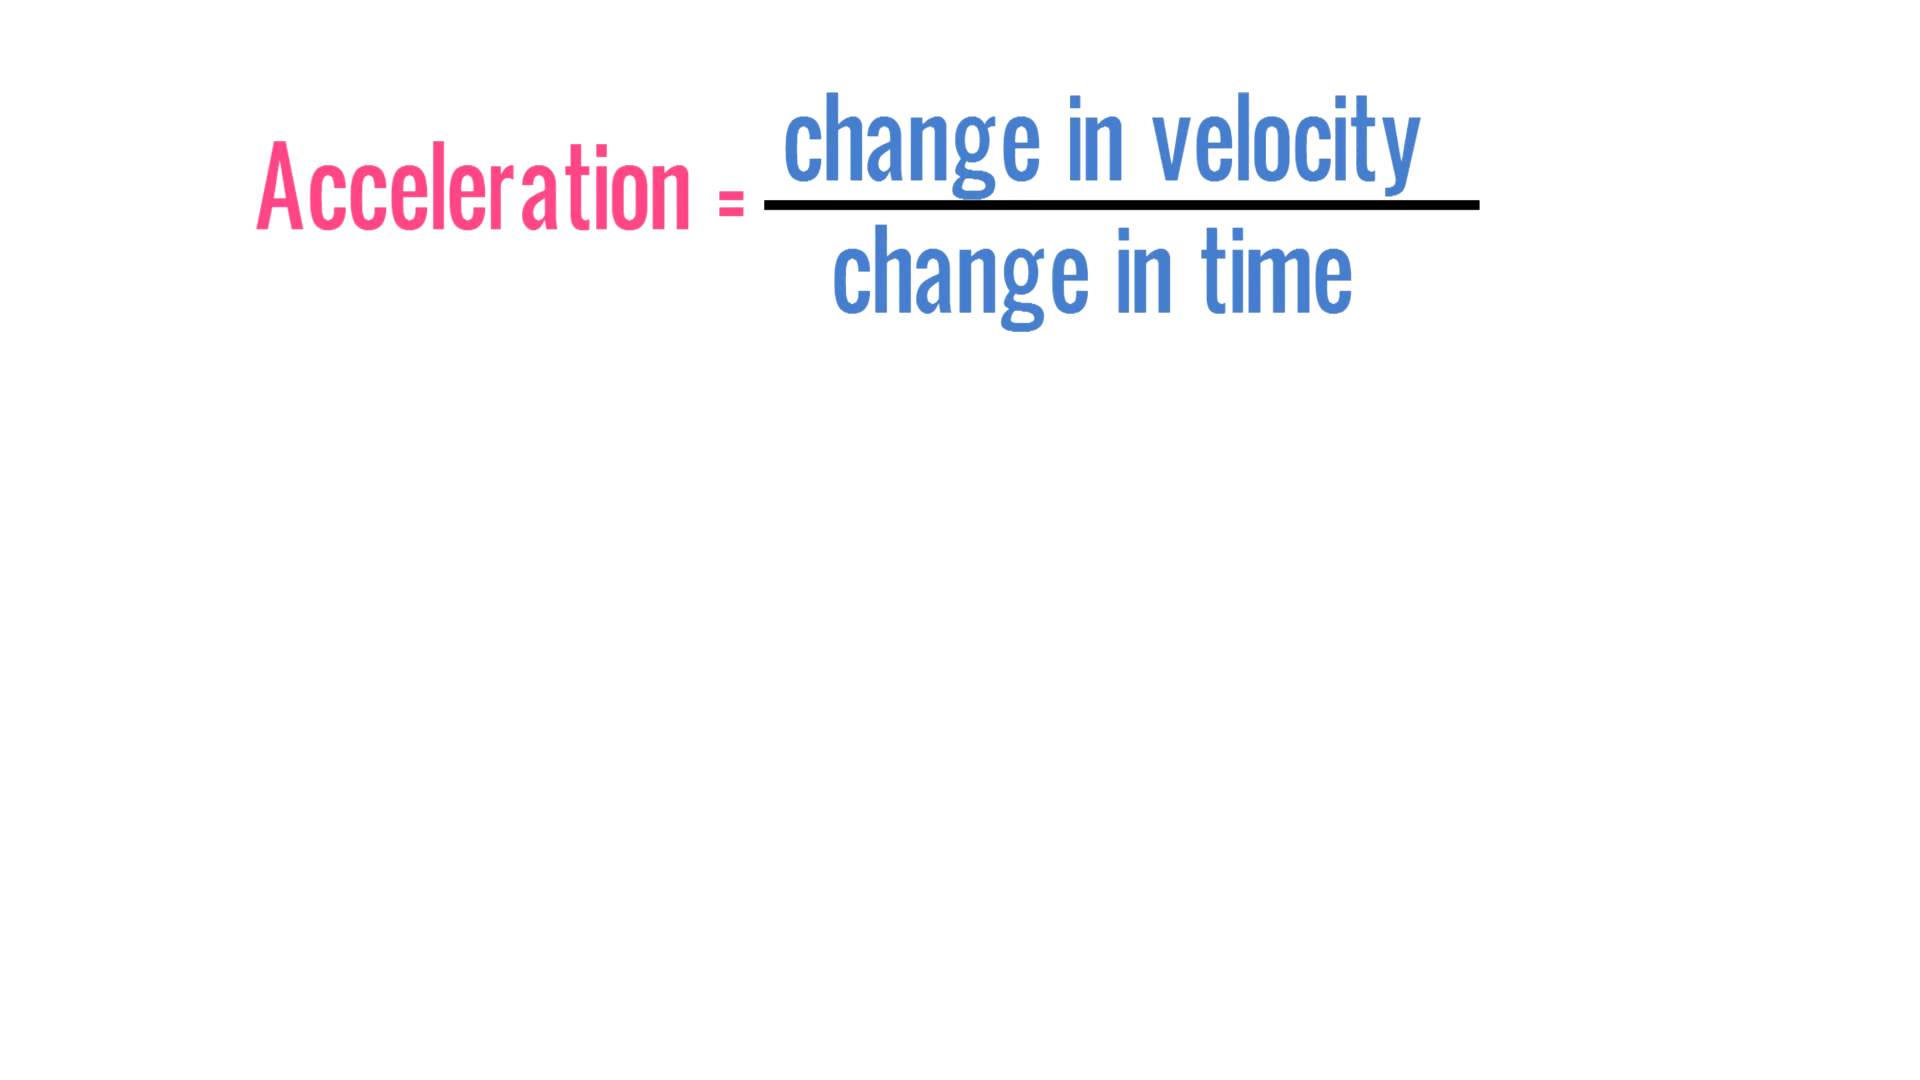 change in velocity
Acceleration =
change in time